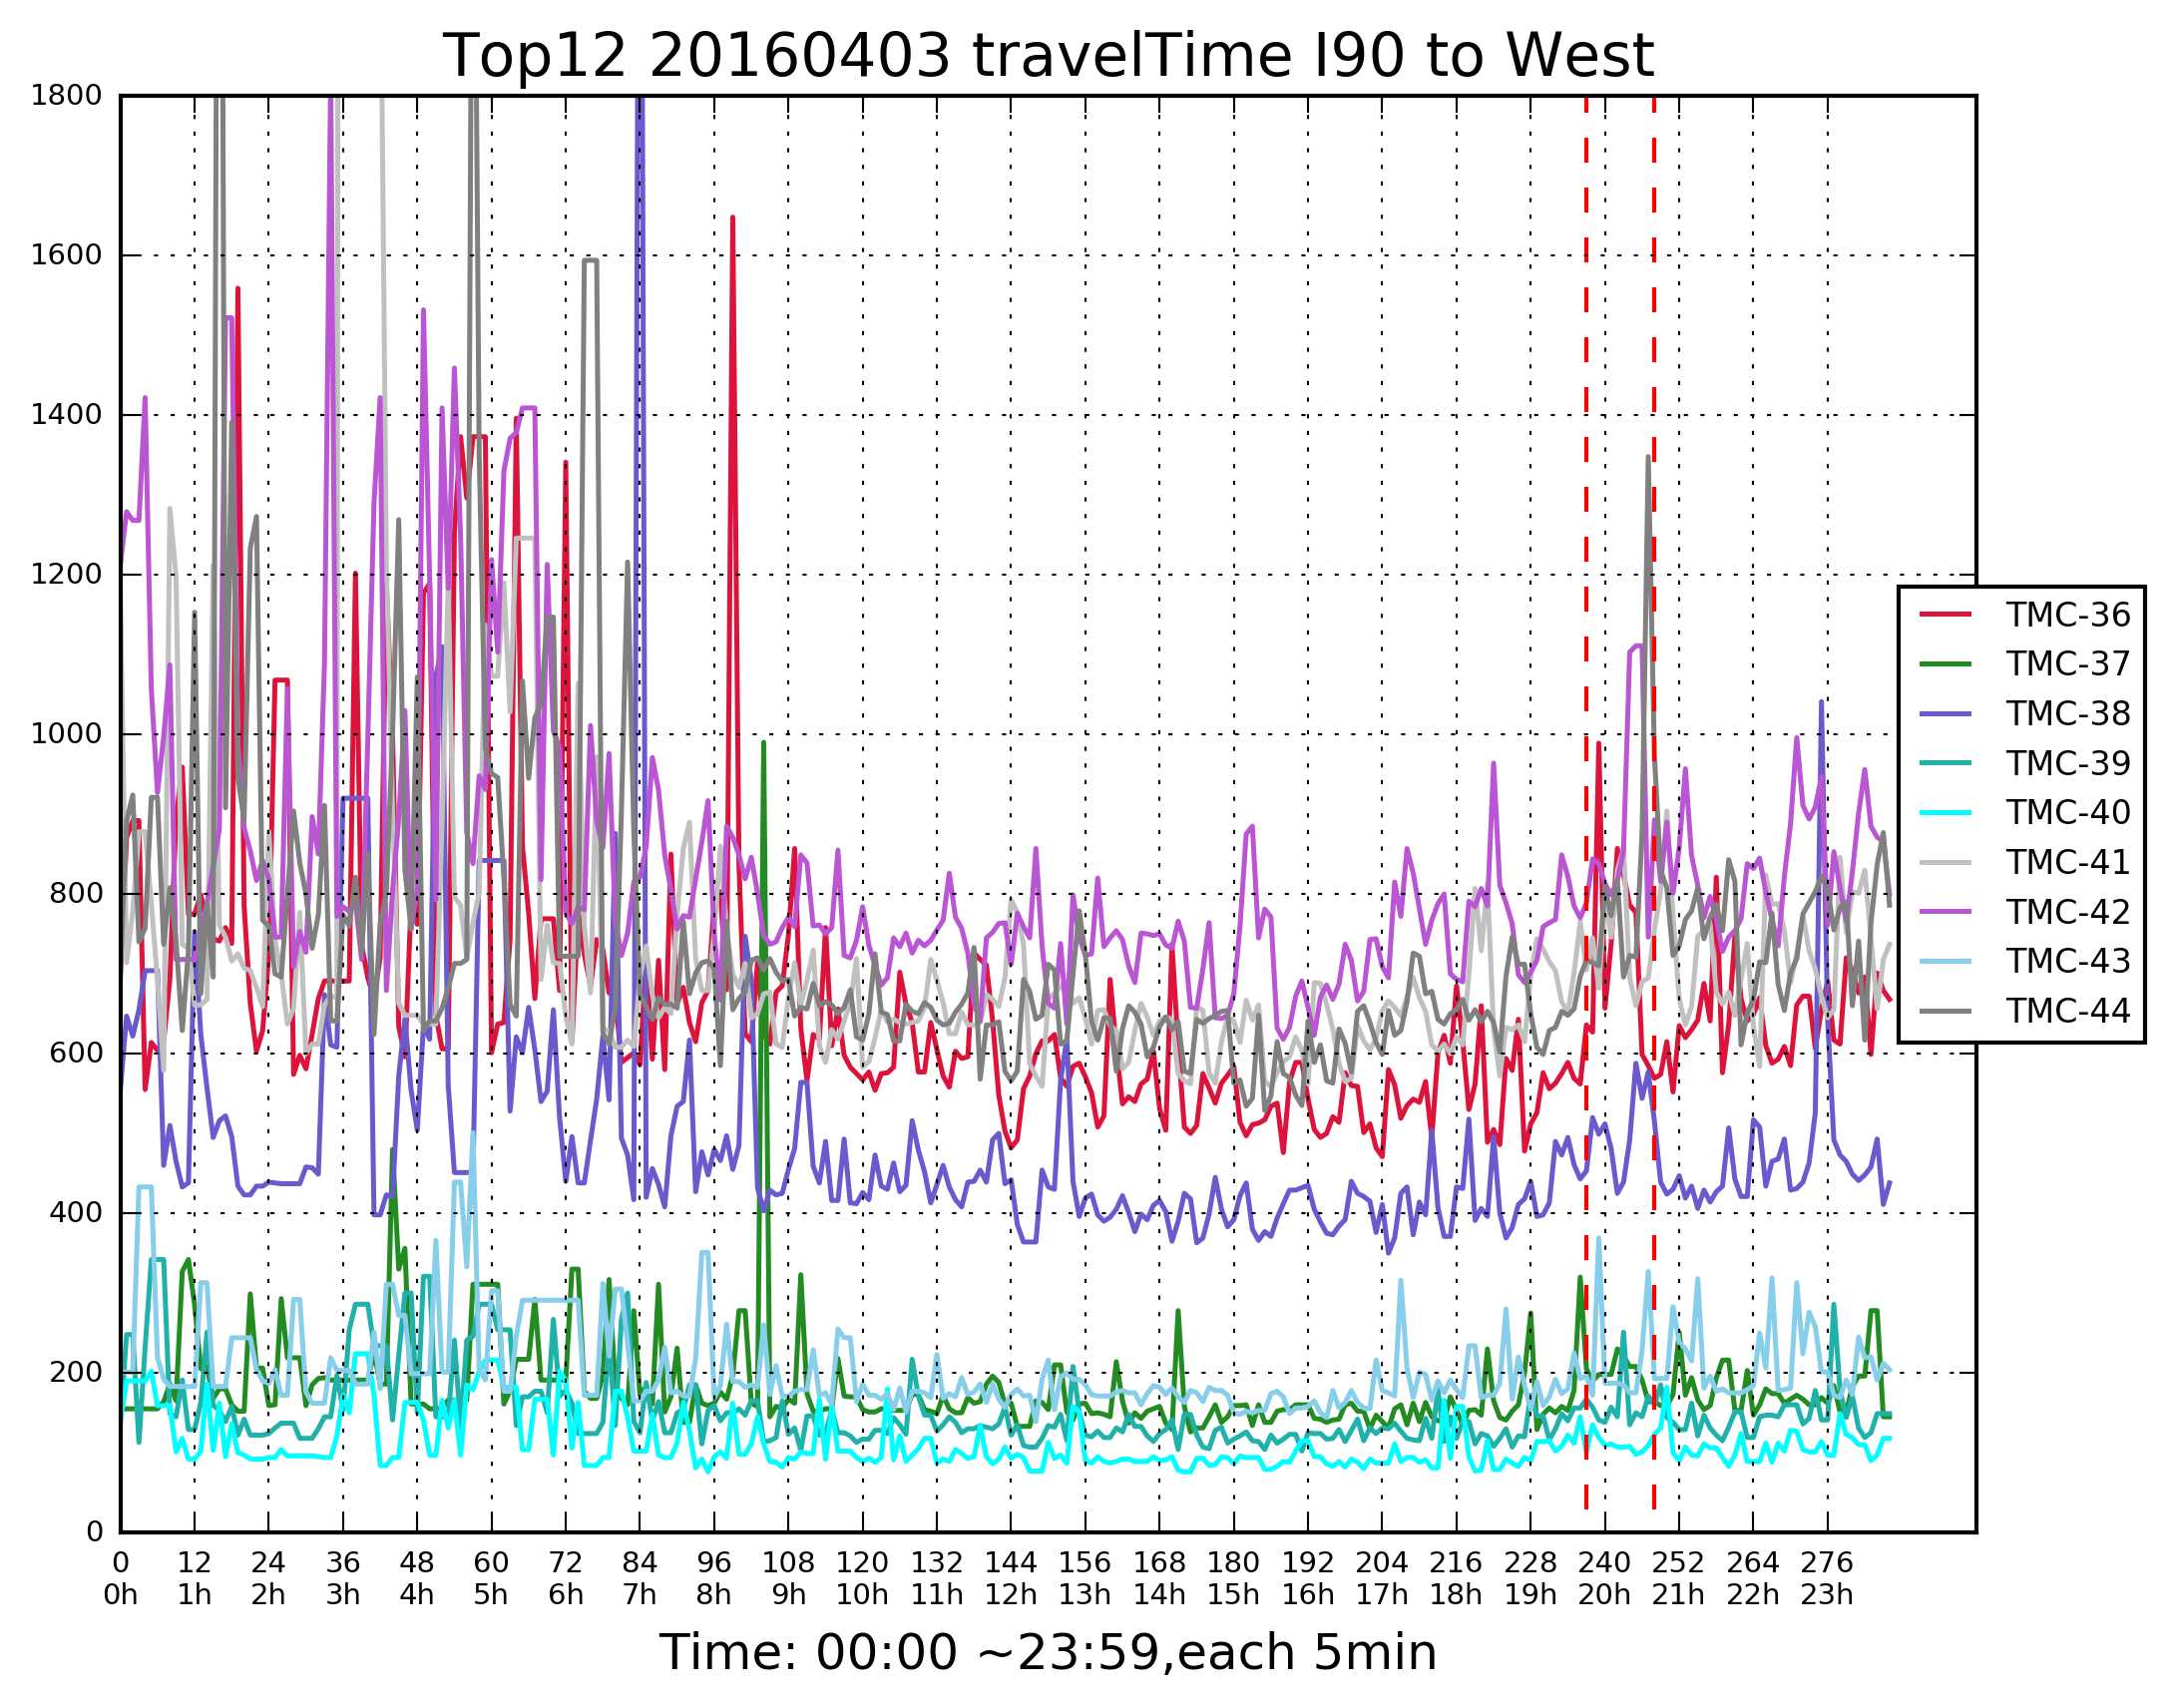 Top12 20160403 travelTime I90 to West
1800
1600
1400
1200
1000
800
600
400
200
0
0 12 24 36 48 60 72 84 96 108 120 132 144 156 168 180 192 204 216 228 240 252 264 276
0h 1h 2h 3h 4h 5h 6h 7h 8h 9h 10h 11h 12h 13h 14h 15h 16h 17h 18h 19h 20h 21h 22h 23h
Time: 00:00 ~23:59,each 5min
TMC-36
TMC-37
TMC-38
TMC-39
TMC-40
TMC-41
TMC-42
TMC-43
TMC-44